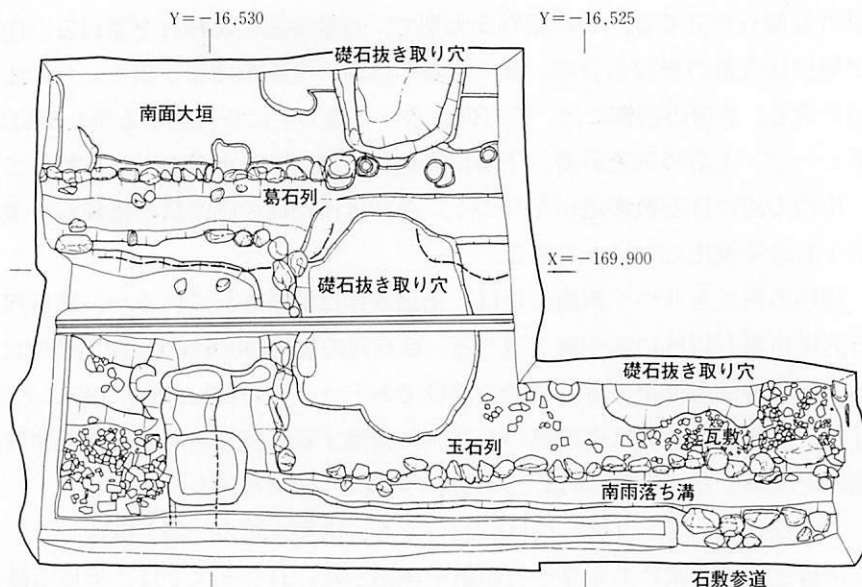 Y=-16,530
Y=-16,525
礎石抜き取り穴
南面大垣
葛石列
X=-169,900
礎石抜き取り穴
礎石抜き取り穴
瓦敷
玉石列
南雨落ち溝
石敷参道